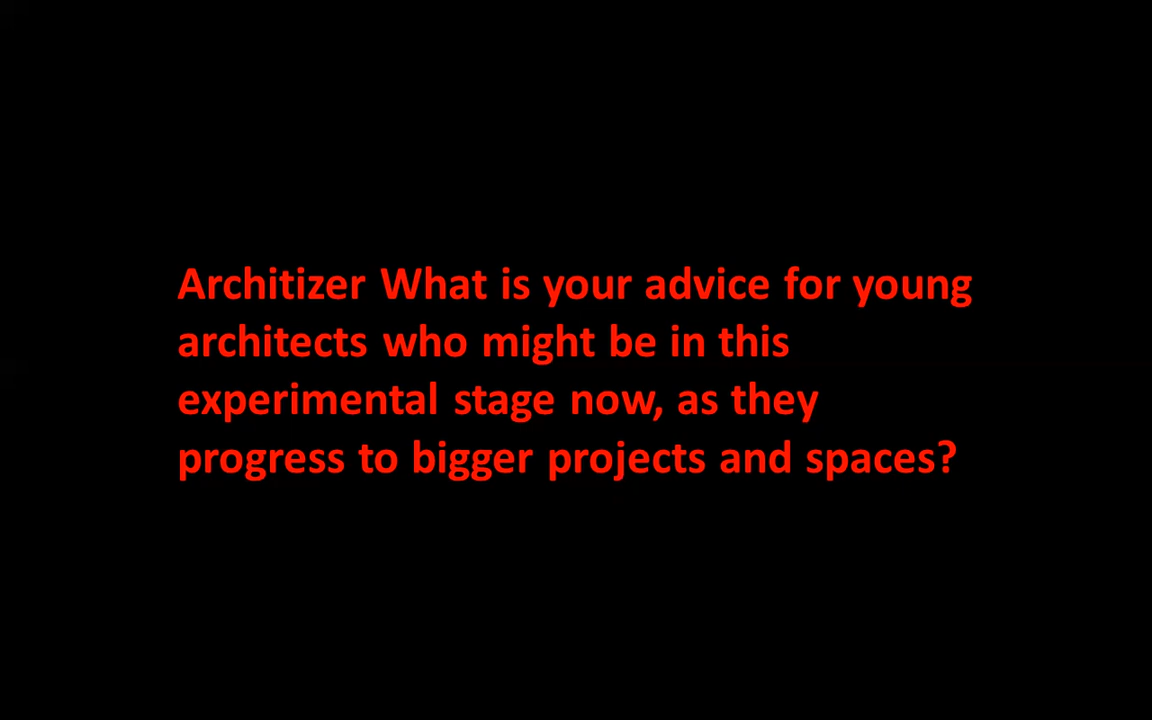 Architizer What is your advice for young
architects who might be in this
experimental stage now, as they
progress to bigger projects and spaces?